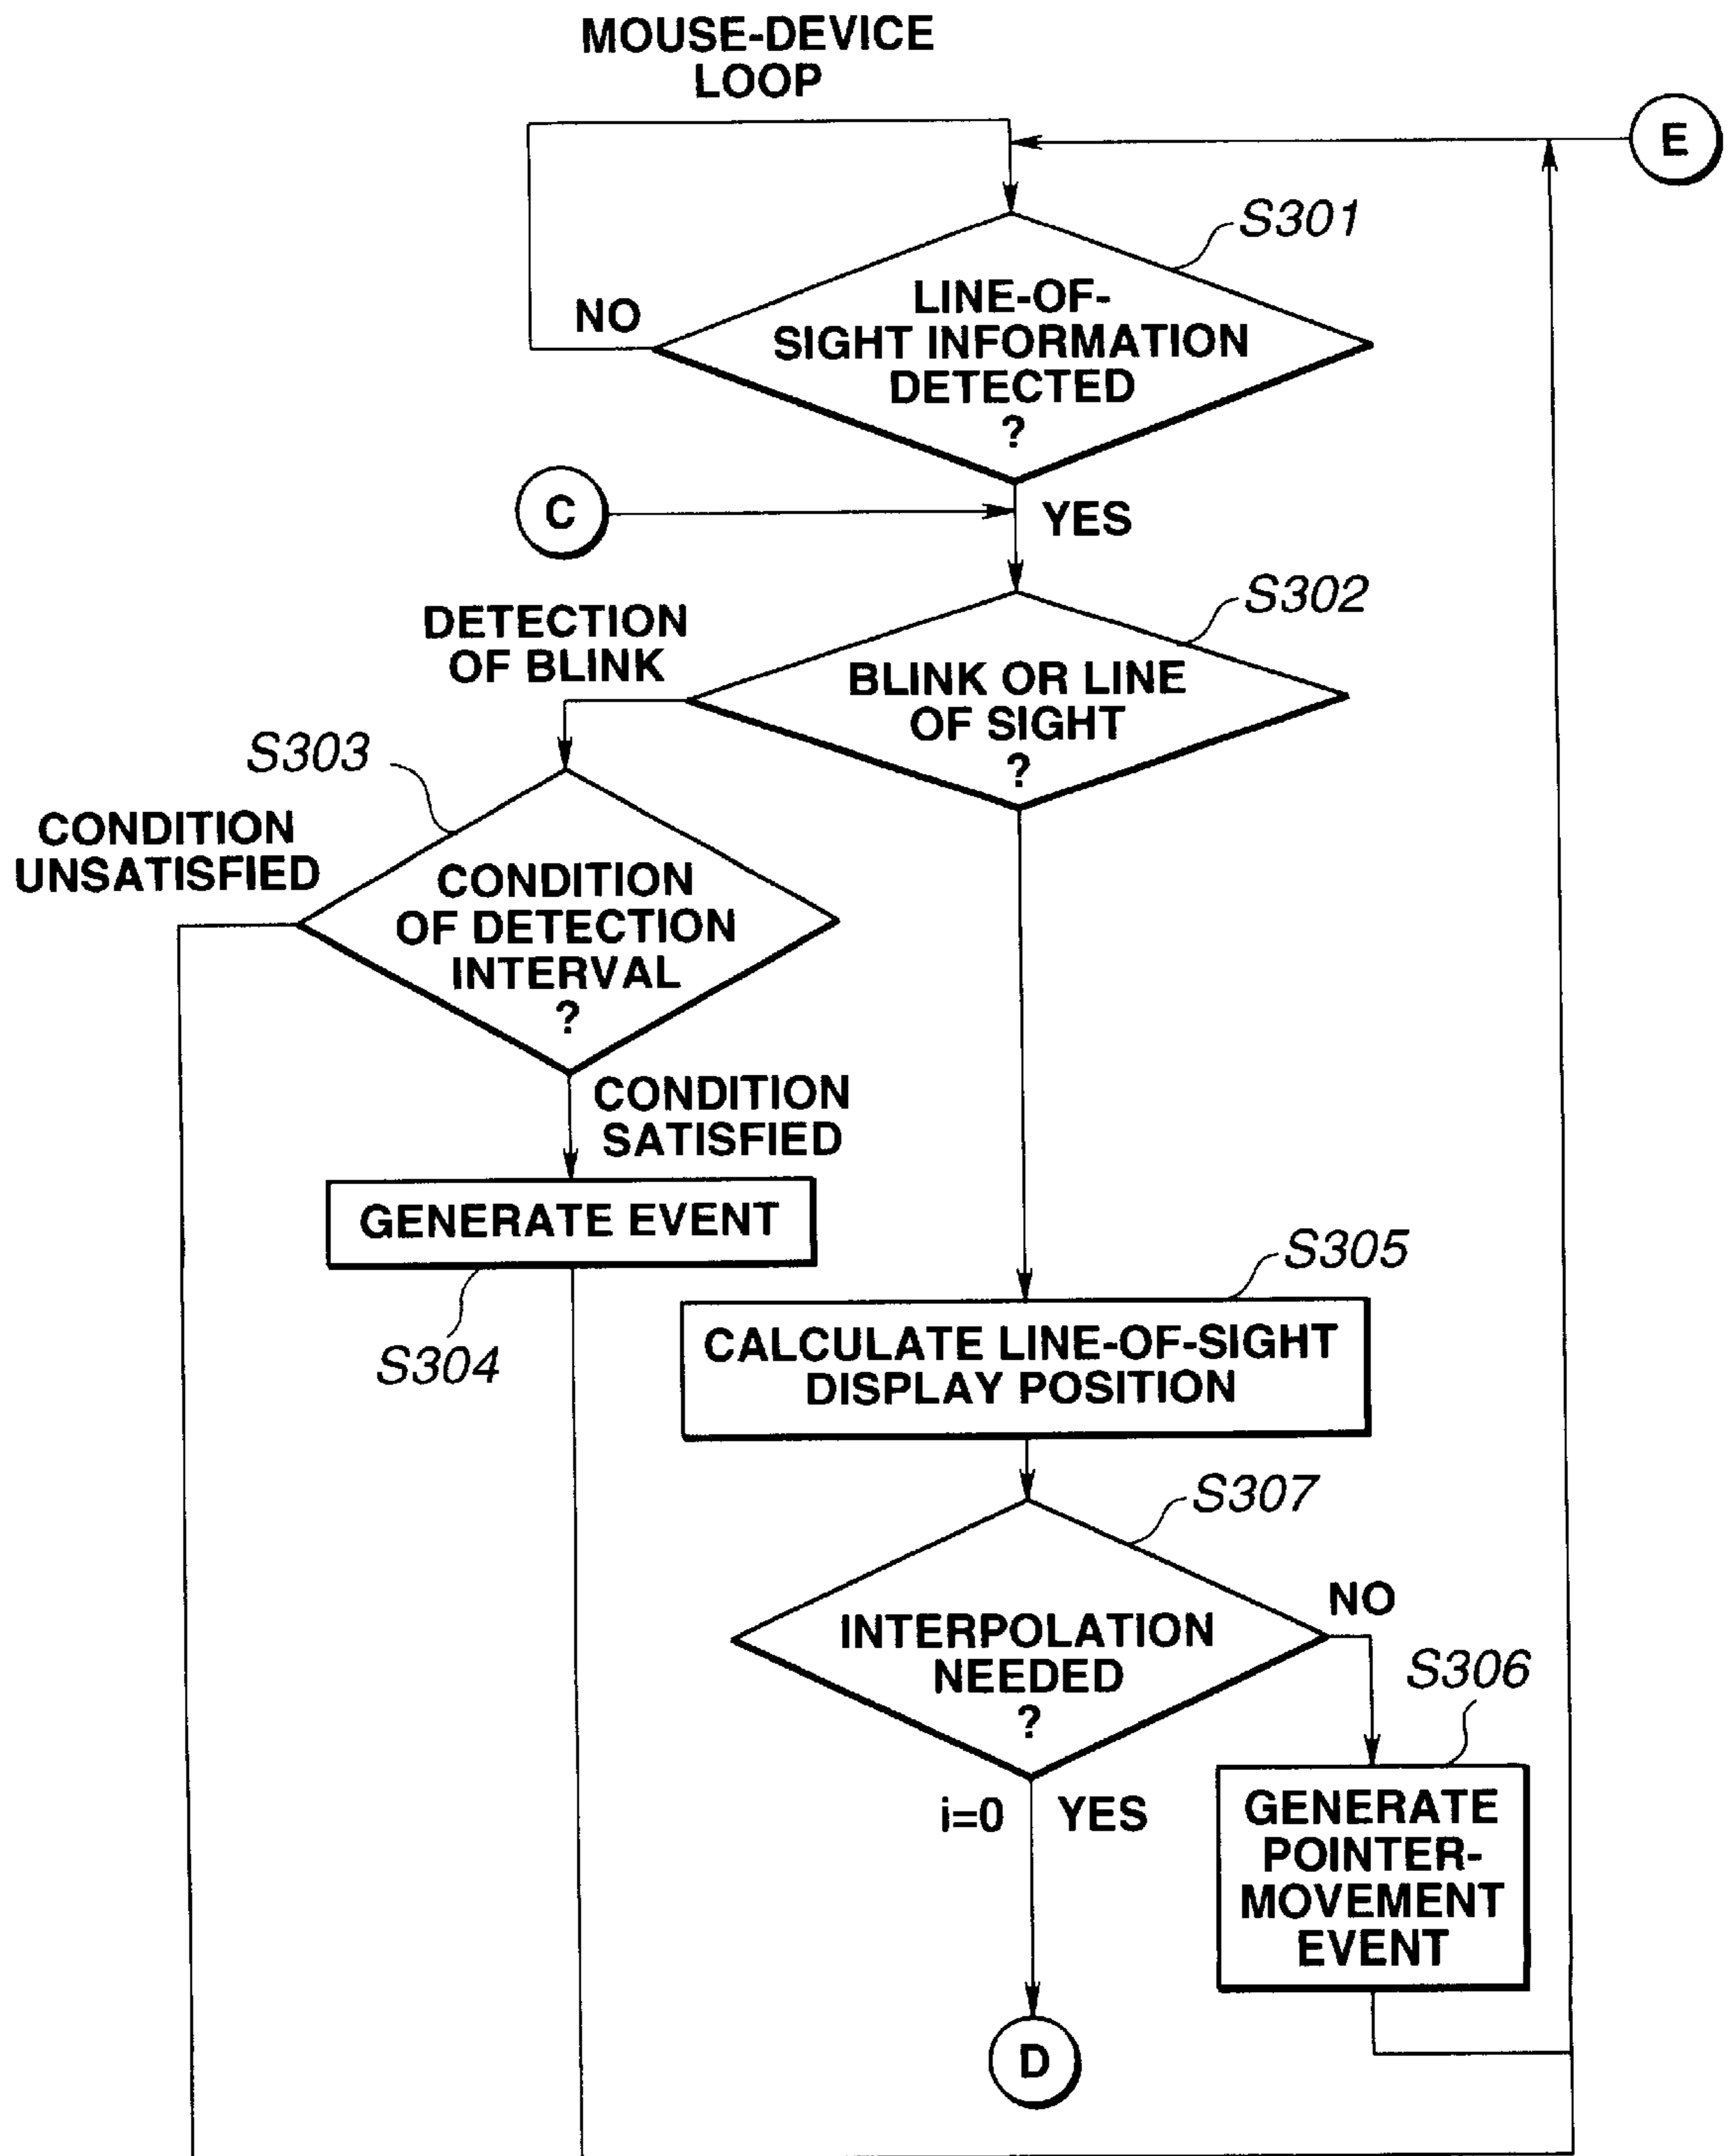 MOUSE-DEVICE
LOOP
E
S301
NO
LINE-OF-
SIGHT INFORMATION
DETECTED
?
C
YES
S302
DETECTION
OF BLINK
BLINK OR LINE
OF SIGHT
?
S303
CONDITION
UNSATISFIED
CONDITION
OF DETECTION
INTERVAL
?
CONDITION
SATISFIED
GENERATE EVENT
S304
S305
CALCULATE LINE-OF-SIGHT
DISPLAY POSITION
S307
INTERPOLATION
NEEDED
?
NO
S306
i=0
YES
GENERATE
POINTER-
MOVEMENT
EVENT
D